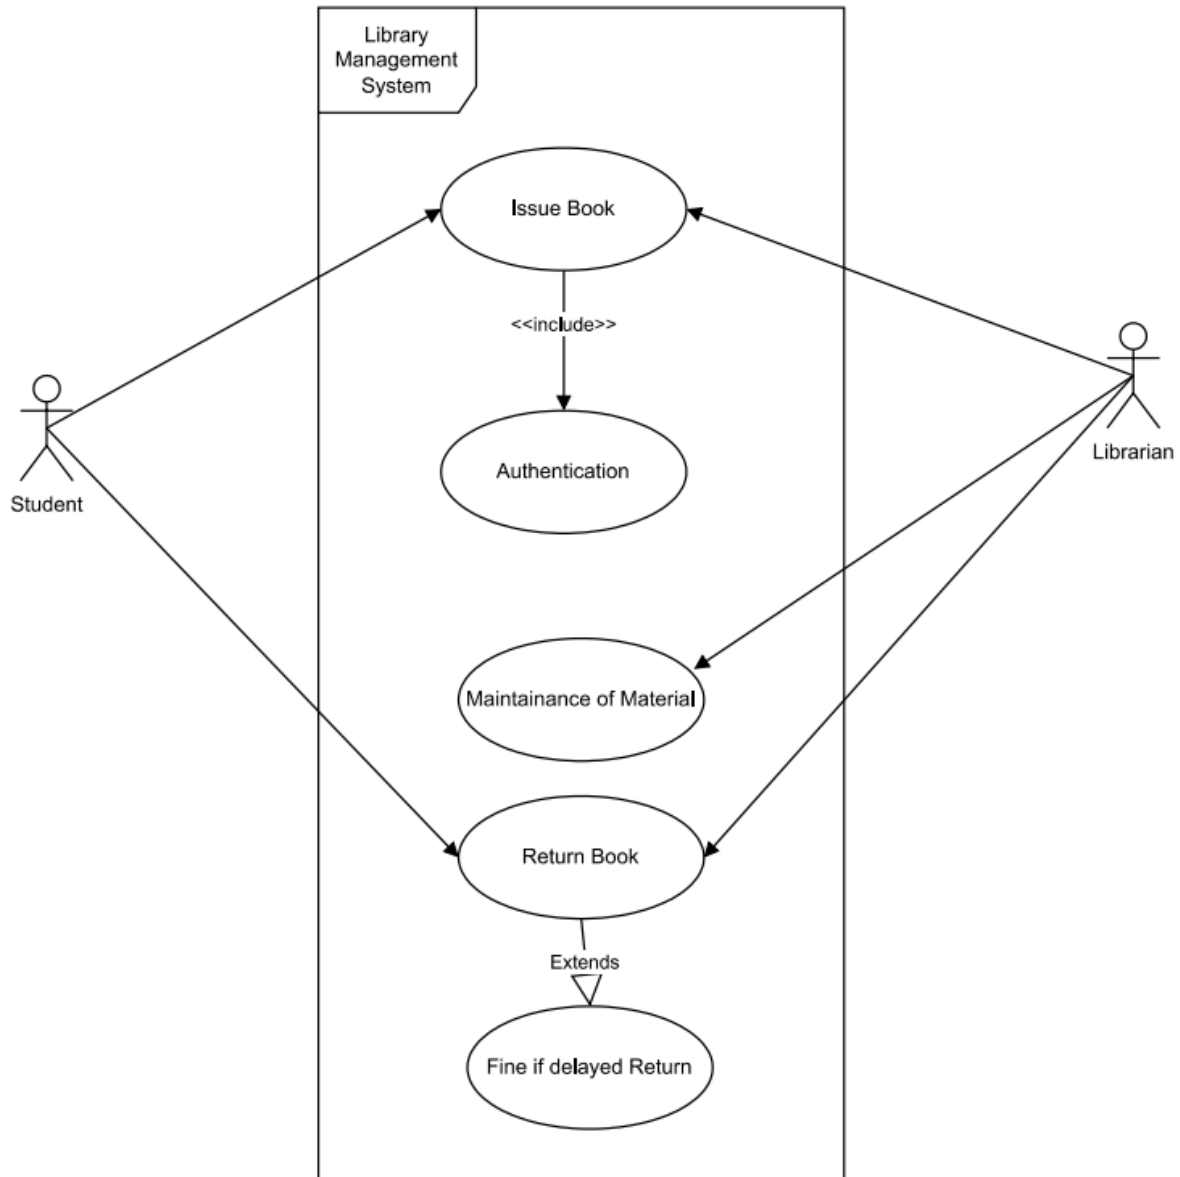 Library
Management
System
Issue Book
<<include>>
Authentication
Student
Librarian
Maintainance of Material
Return Book
Extends
Fine if delayed Return